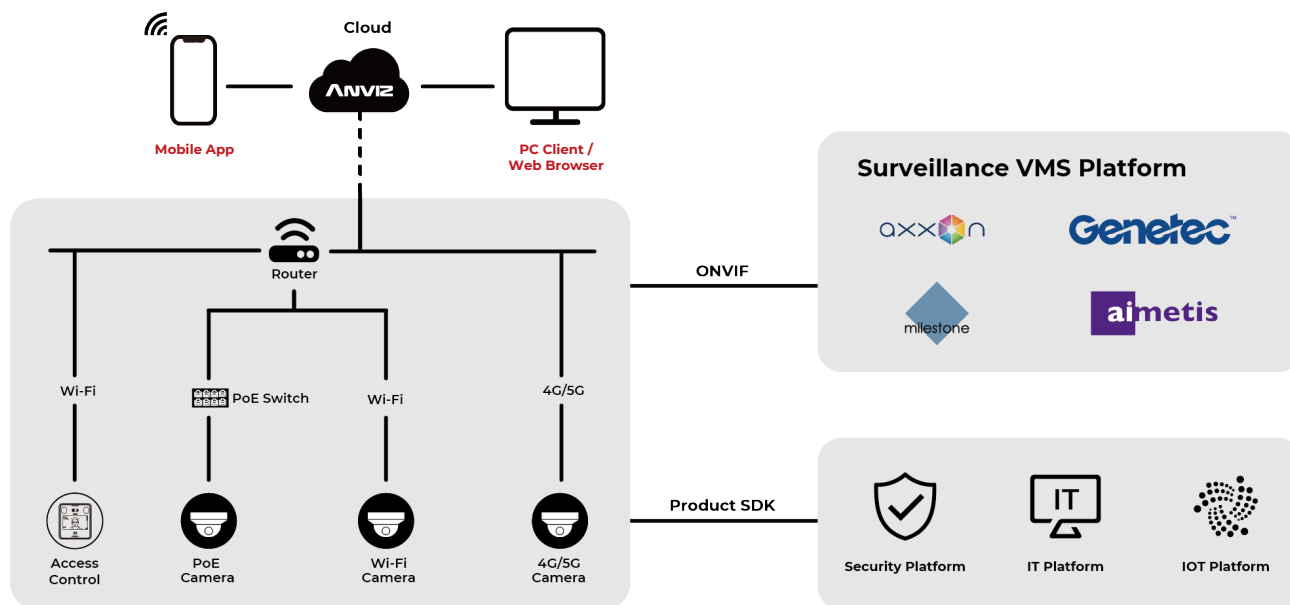 Cloud
ANVIZ
Mobile App
PC Client /
Web Browser
Surveillance VMS Platform
axxon
Genetec™
milestone
aimetis
Router
ONVIF
Wi-Fi
PoE Switch
Wi-Fi
4G/5G
Product SDK
IT
Access
Control
PoE
Camera
Wi-Fi
Camera
4G/5G
Camera
Security Platform
IT Platform
IOT Platform